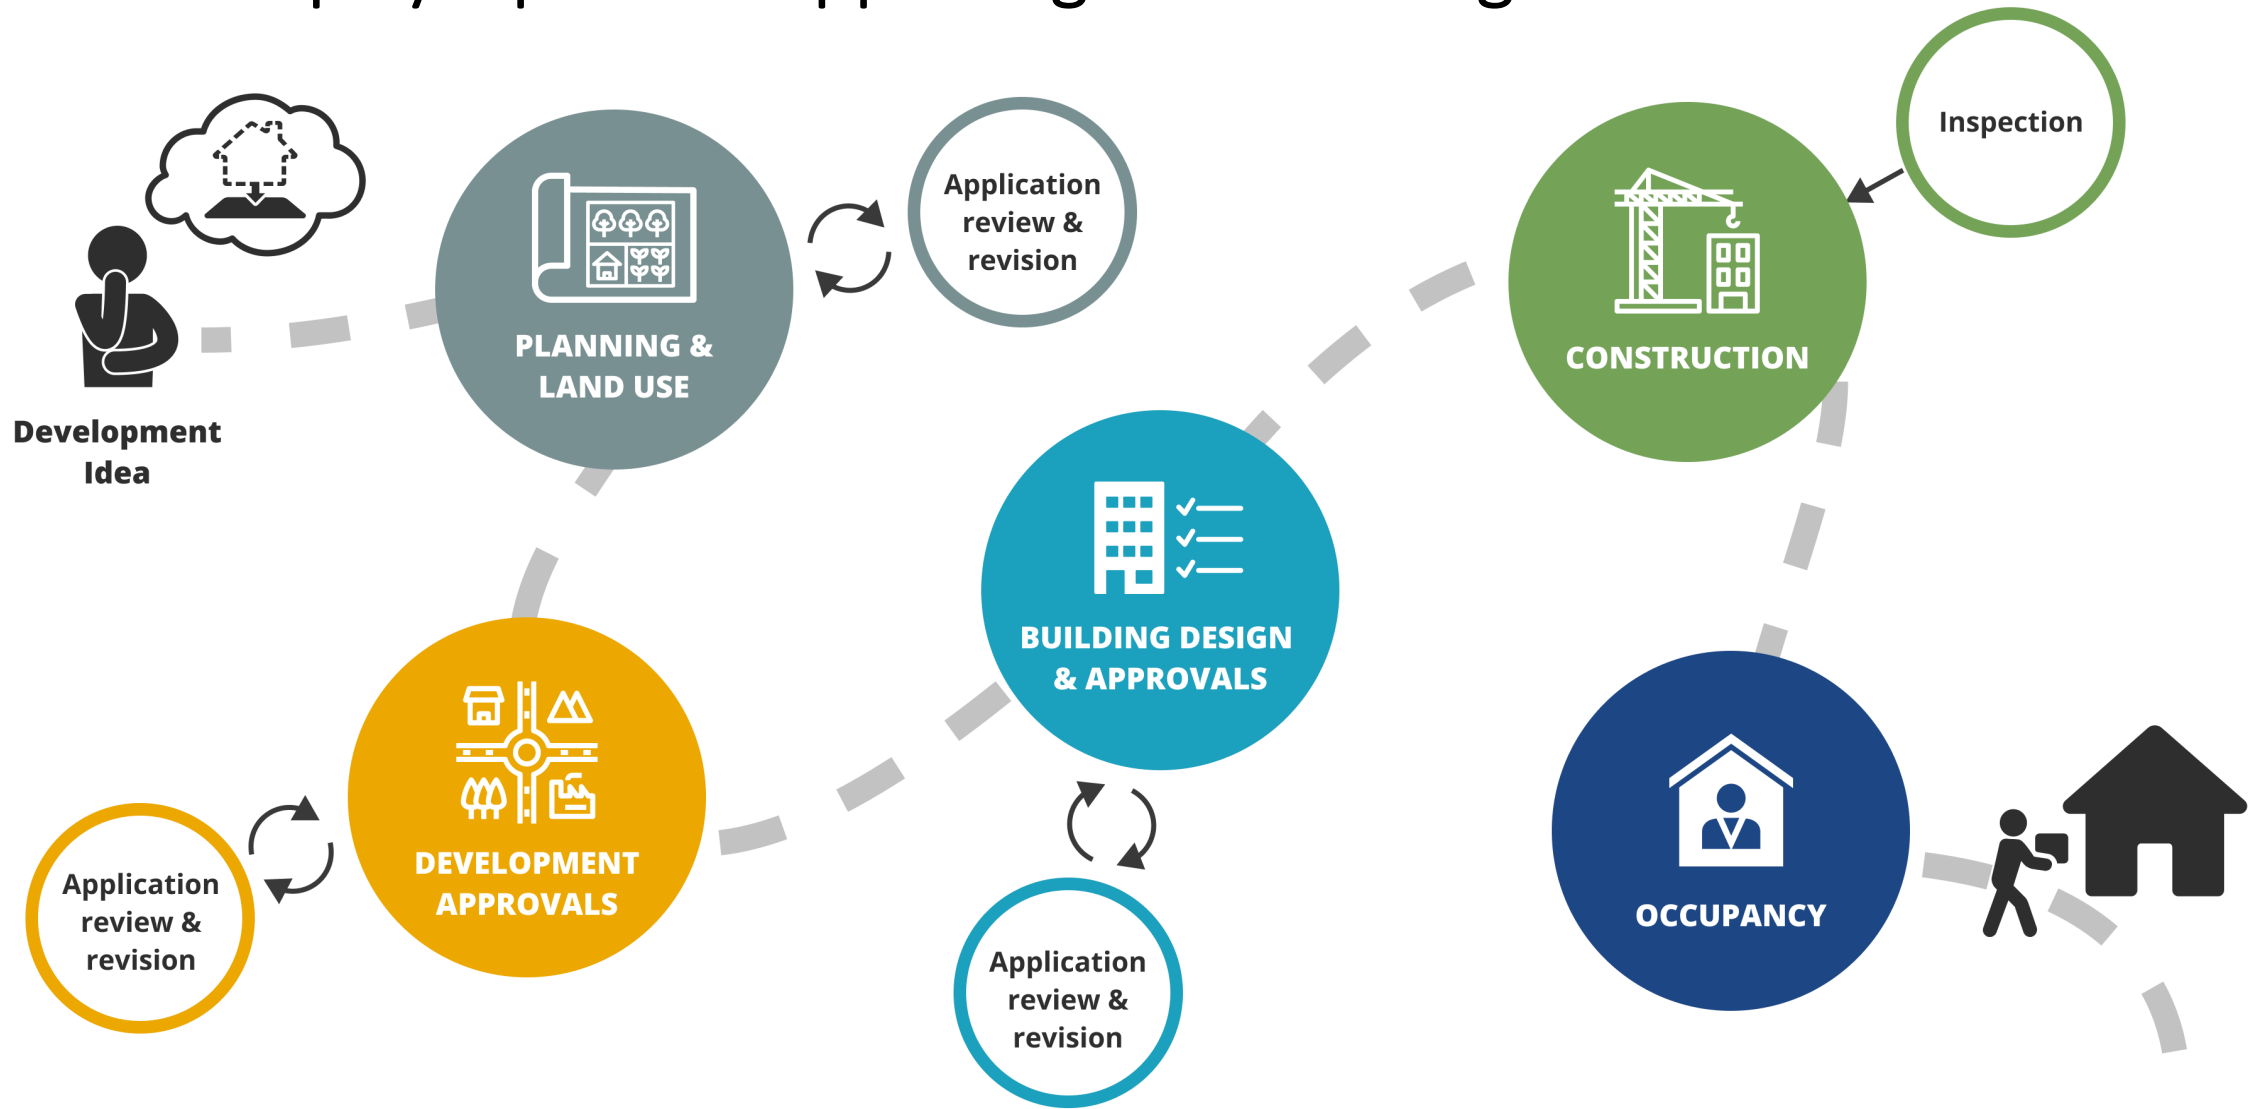 Development
Idea
PLANNING &
LAND USE
Application
review &
revision
DEVELOPMENT
APPROVALS
Application
review &
revision
BUILDING DESIGN
& APPROVALS
Application
review &
revision
CONSTRUCTION
Inspection
OCCUPANCY